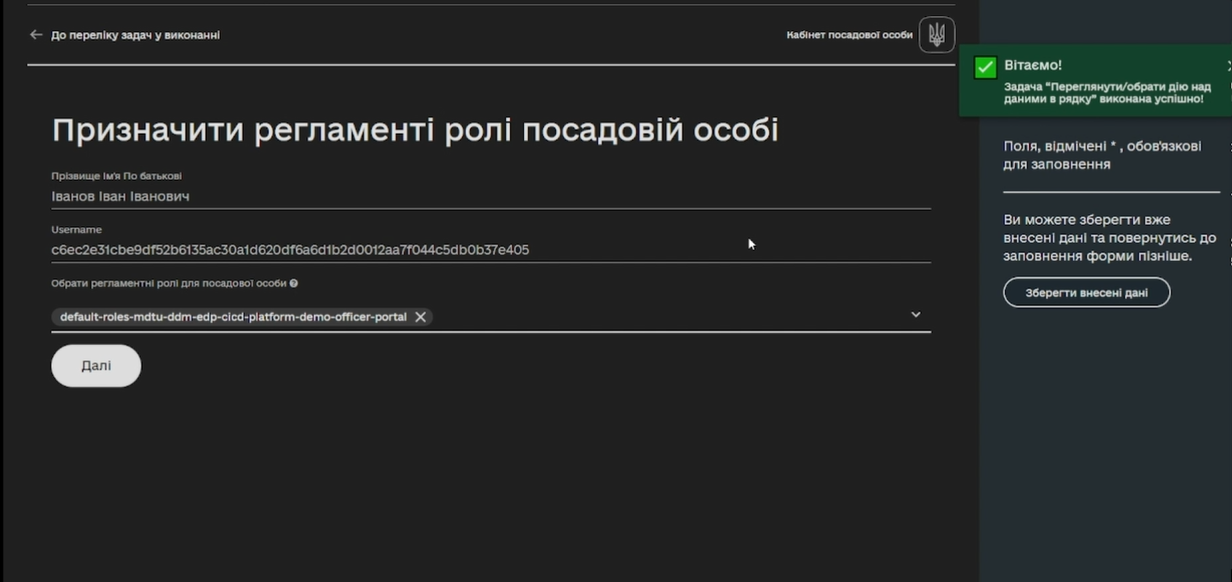 До переліку задач у виконанні
Кабінет посадової особи
Призначити регламенті ролі посадовій особі
Прізвище Ім'я По батькові
Іванов Іван Іванович
Username
c6ec2e31cbe9df52b6135ac30a1d620df6a6d1b2d0012aa7f044c5db0b37e405
Обрати регламентні ролі для посадової особи
default-roles-mdtu-ddm-edp-cicd-platform-demo-officer-portal
Далі
Вітаємо!
Задача "Переглянути/обрати дію над
даними в рядку" виконана успішно!
Поля, відмічені * , обов'язкові
для заповнення
Ви можете зберегти вже
внесені дані та повернутись до
заповнення форми пізніше.
Зберегти внесені дані